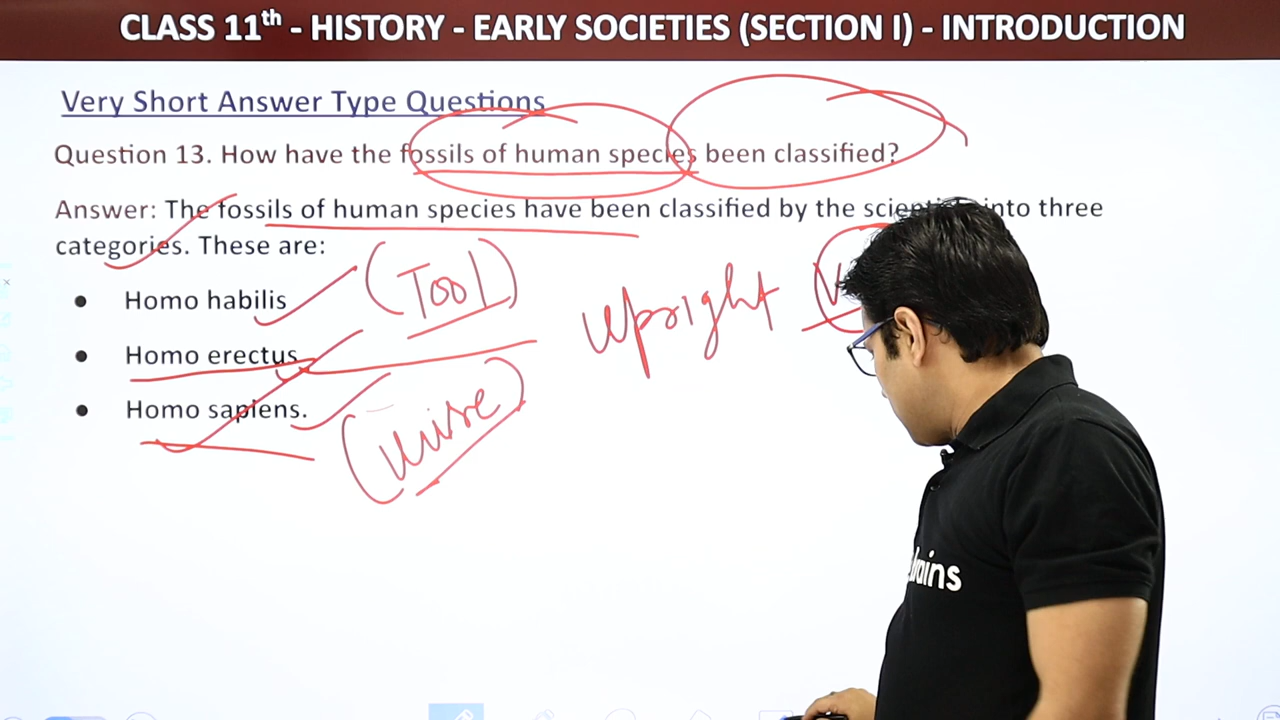 CLASS 11th - HISTORY - EARLY SOCIETIES (SECTION I) - INTRODUCTION
Very Short Answer Type Questions
Question 13. How have the fossils of human species been classified?
Answer: The fossils of human species have been classified by the into three
categories. These are:
• Homo habilis
(Tool)
upright
• Homo erectus
• Homo sapiens.
(wise)